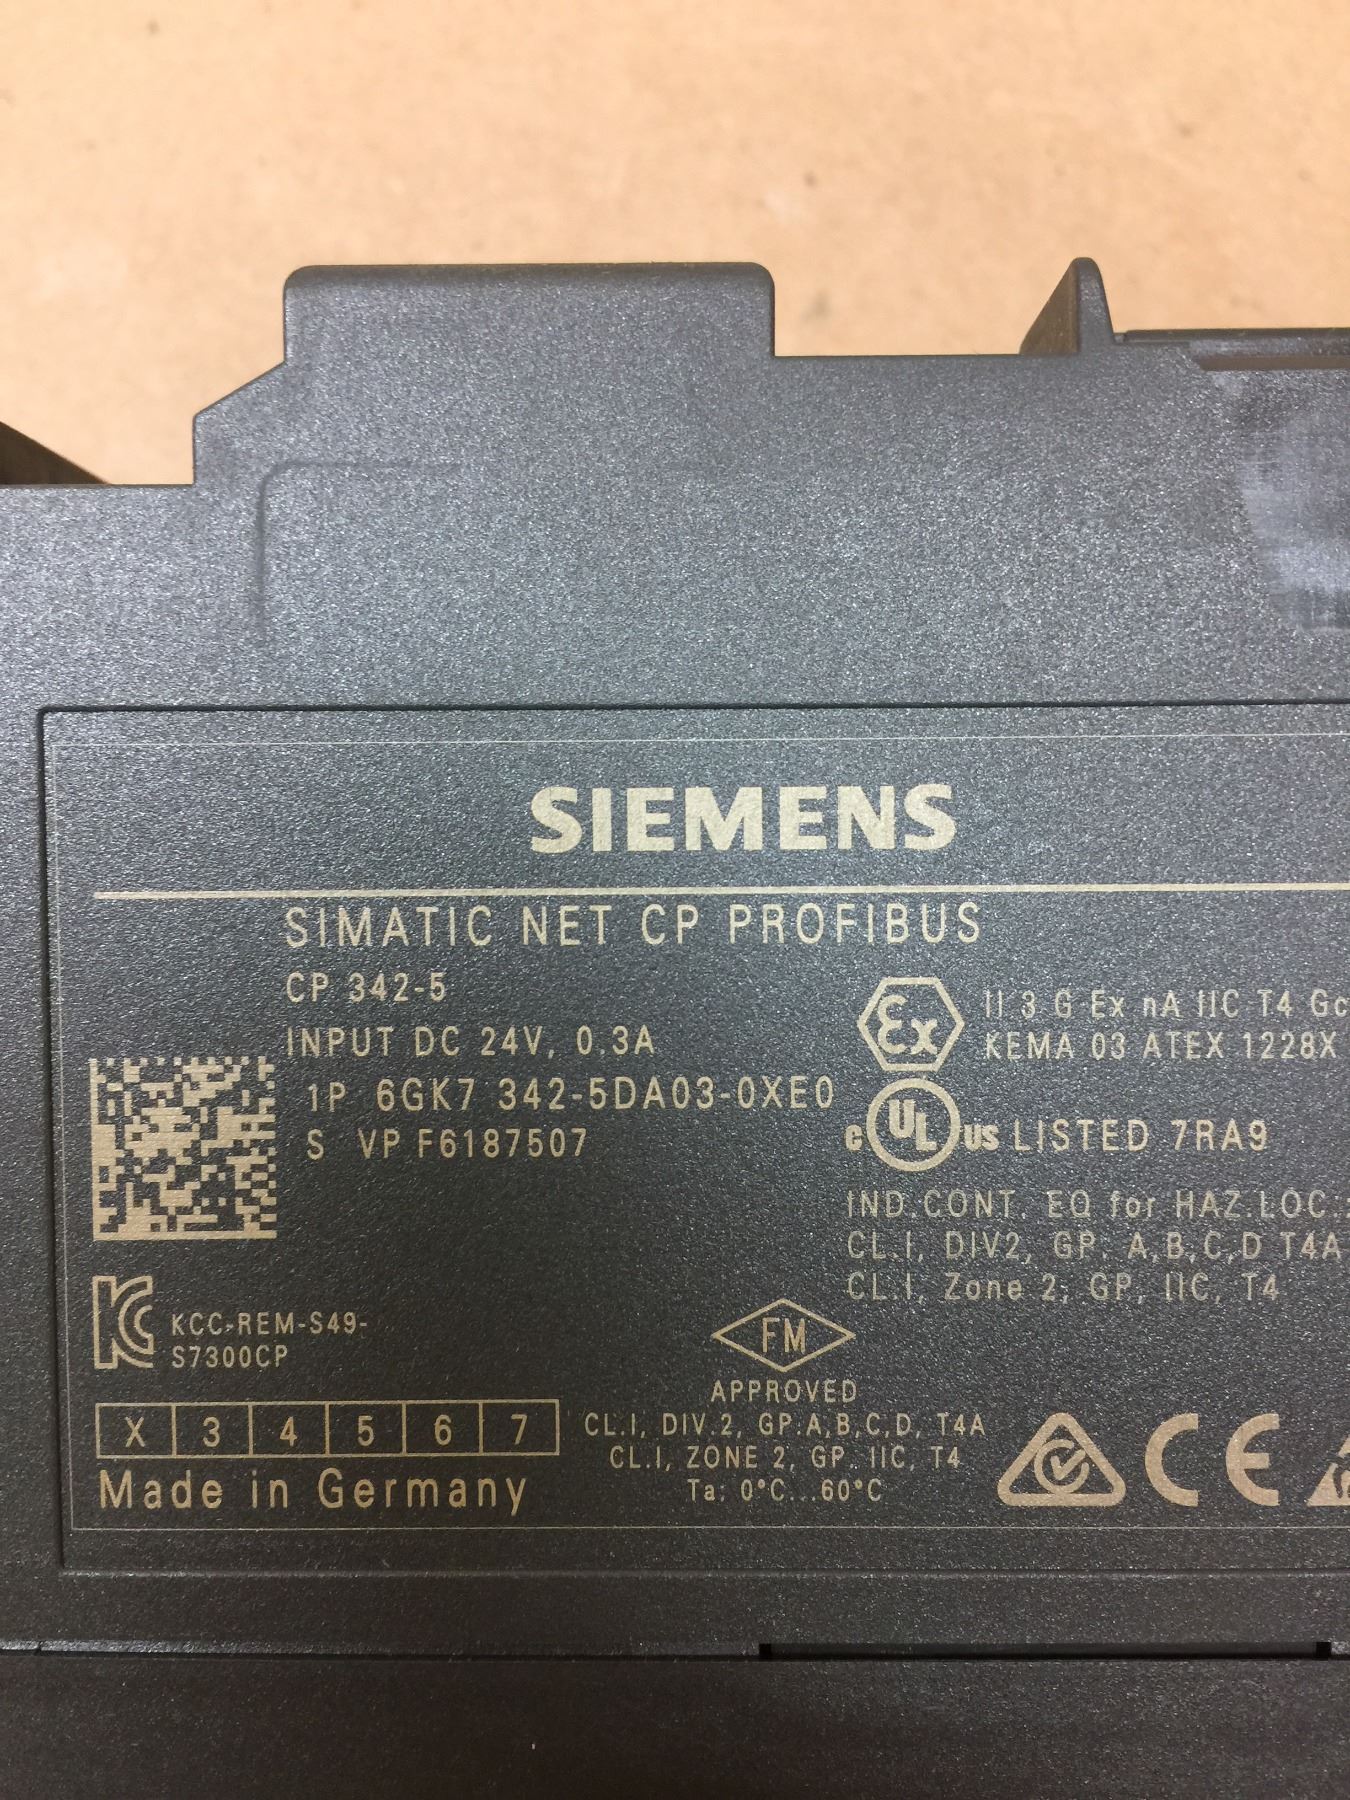 SIEMENS
SIMATIC NET CP PROFIBUS
CP 342-5
INPUT DC 24V, 0.3A
1P 6GK7 342-5DA03-0XE0
S VP F6187507
Ex II 3 G Ex nA IIC T4 Gc
KEMA 03 ATEX 1228X
c UL us LISTED 7RA9
IND.CONT. EQ for HAZ.LOC.:
CL.I, DIV2, GP. A,B,C,D T4A
CL.I, Zone 2, GP, IIC, T4
KCC-REM-S49-
S7300CP
FM
APPROVED
CL.I, DIV.2, GP.A,B,C,D, T4A
CL.I, ZONE 2, GP. IIC, T4
Ta: 0°C...60°C
X 3 4 5 6 7
Made in Germany
CE